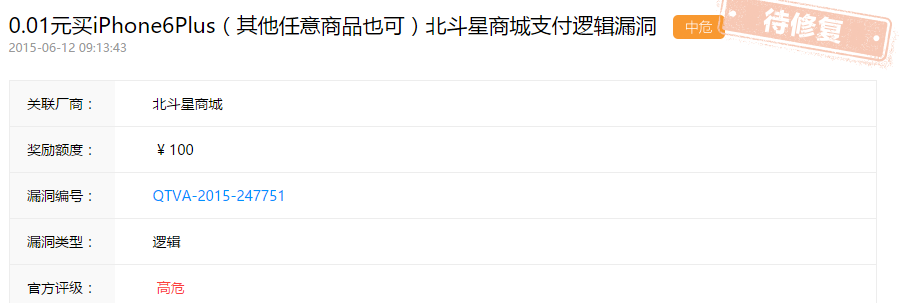 0.01元买iPhone6Plus（其他任意商品也可）北斗星商城支付逻辑漏洞 中危 待修复
2015-06-12 09:13:43
关联厂商： 北斗星商城
奖励额度： ¥ 100
漏洞编号： QTVA-2015-247751
漏洞类型： 逻辑
官方评级： 高危